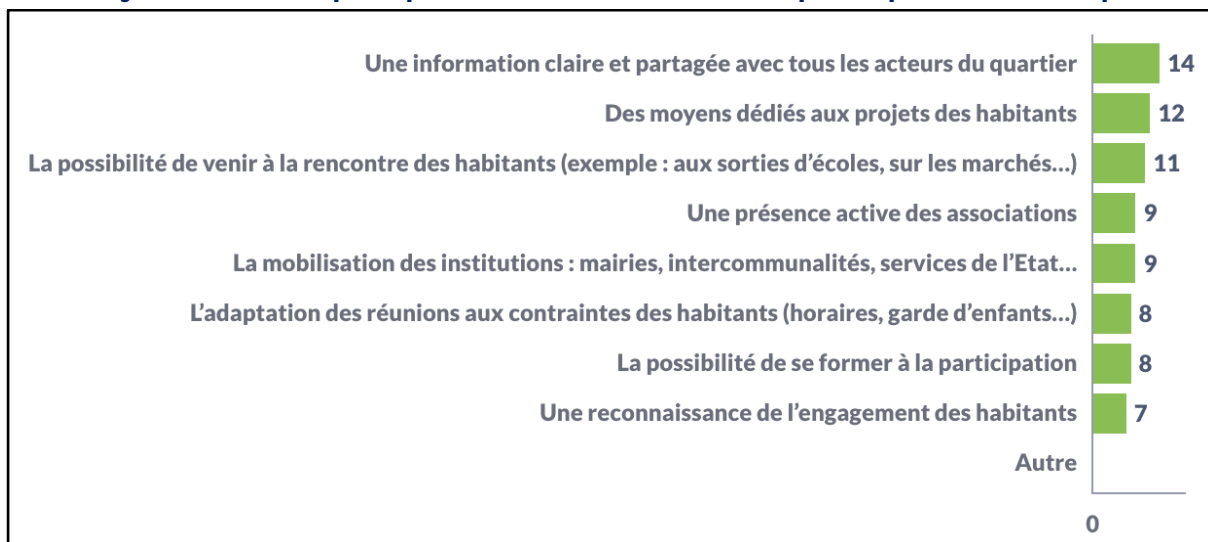 Une information claire et partagée avec tous les acteurs du quartier 14
Des moyens dédiés aux projets des habitants 12
La possibilité de venir à la rencontre des habitants (exemple : aux sorties d’écoles, sur les marchés...) 11
Une présence active des associations 9
La mobilisation des institutions : mairies, intercommunalités, services de l’Etat... 9
L’adaptation des réunions aux contraintes des habitants (horaires, garde d’enfants...) 8
La possibilité de se former à la participation 8
Une reconnaissance de l’engagement des habitants 7
Autre
0